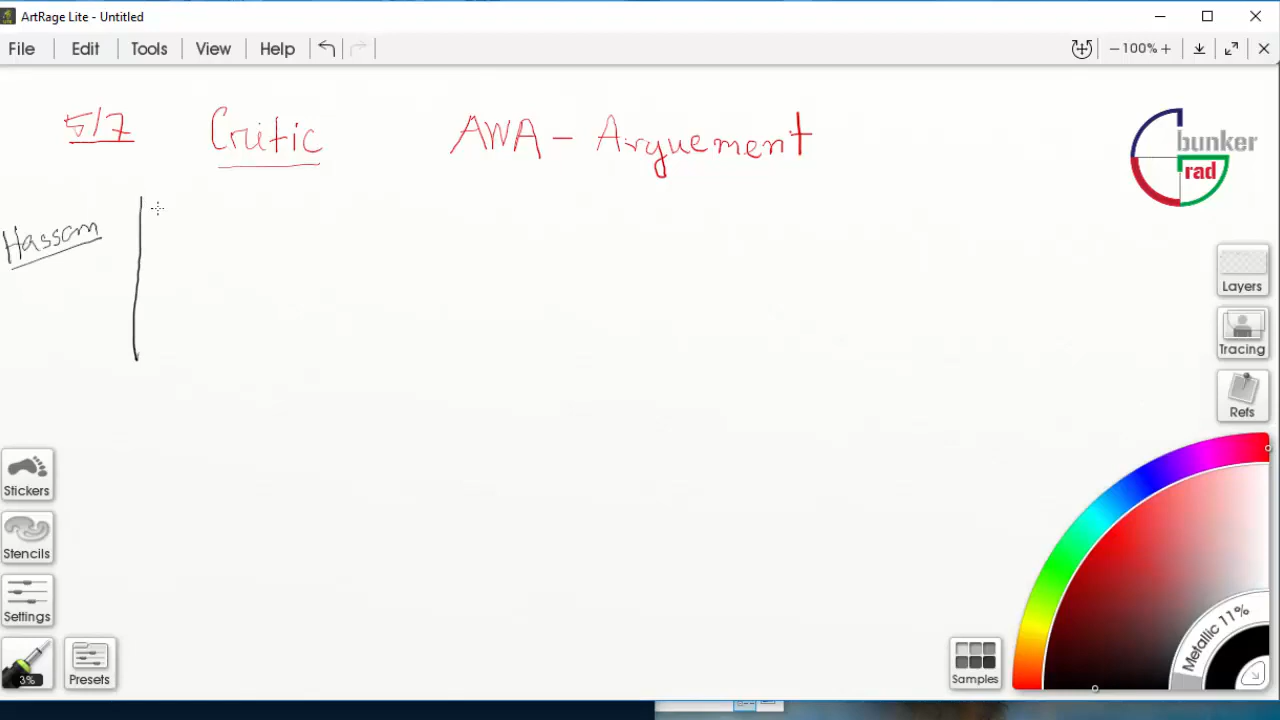 ArtRage Lite - Untitled
File Edit Tools View Help −100%+
5/7 Critic AWA – Arguement
bunker
rad
Hassam
Layers
Tracing
Refs
Stickers
Stencils
Settings
3%
Presets
Samples
Metallic 11%